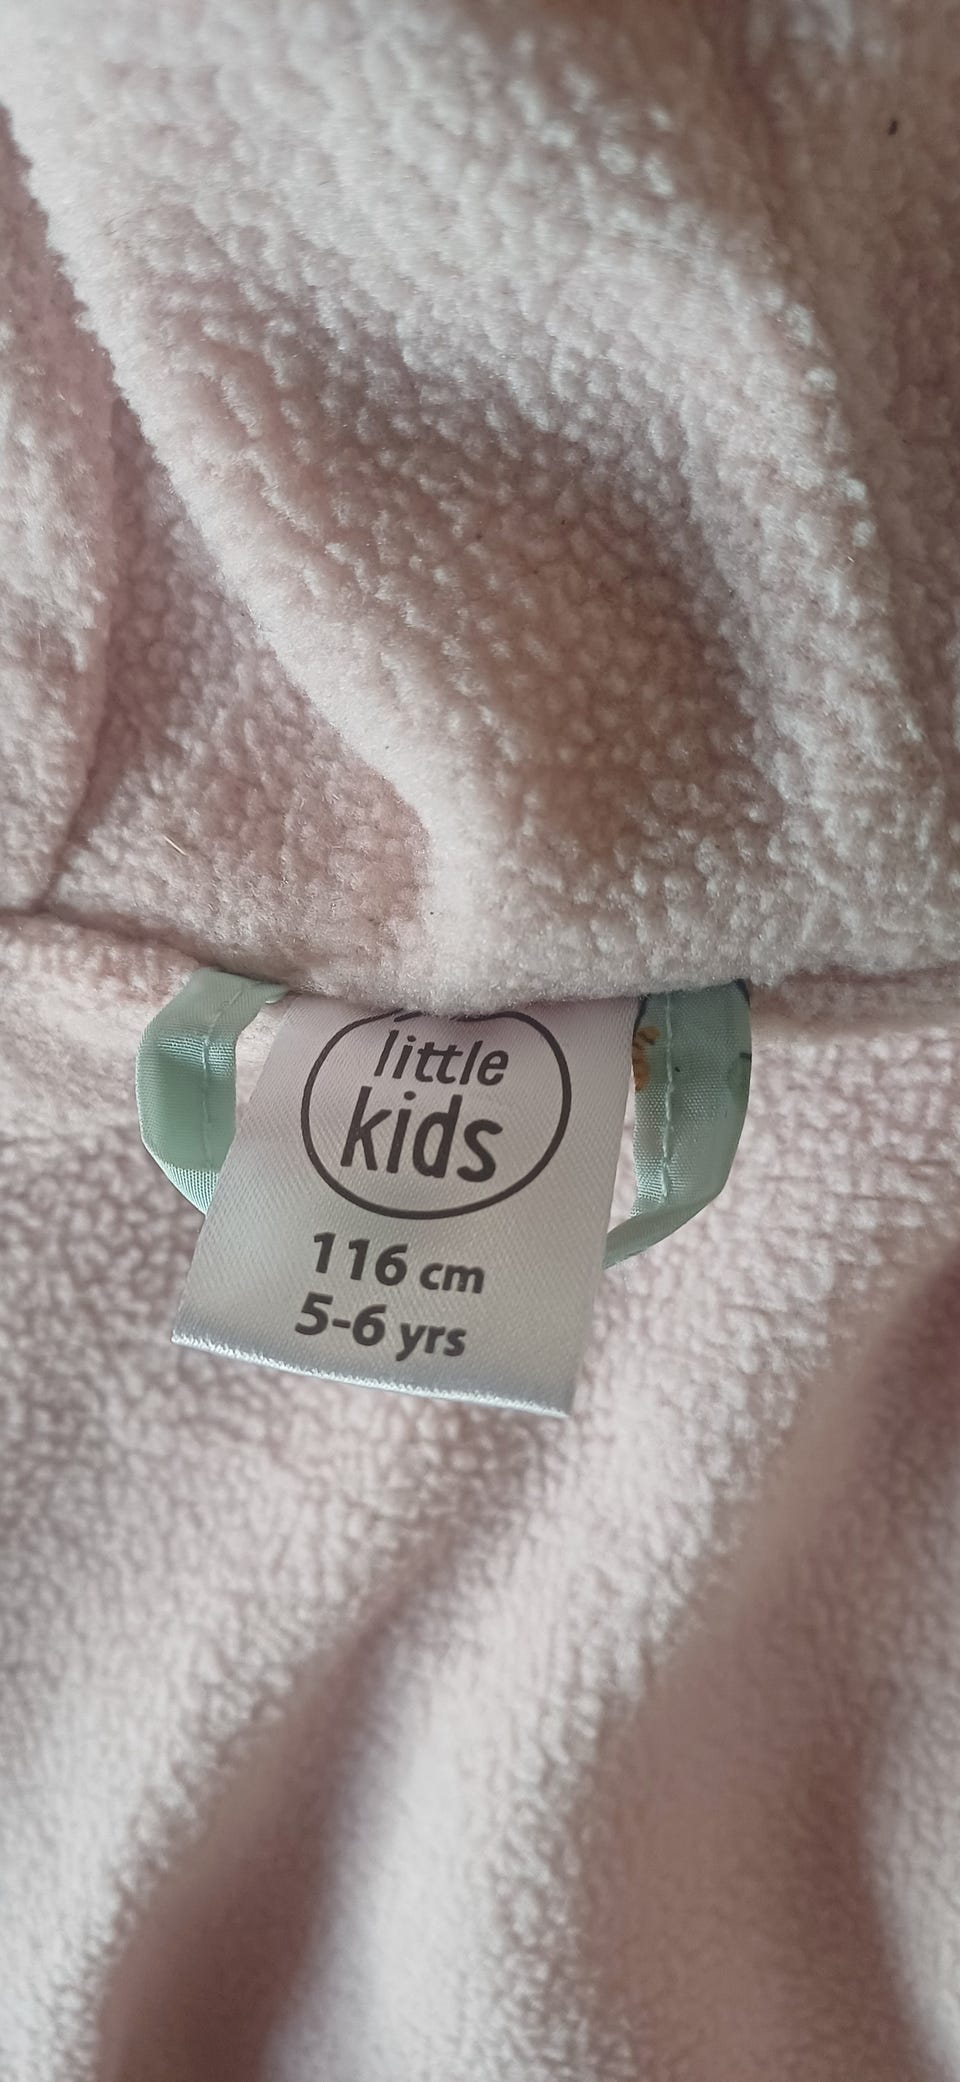 little
kids
116 cm
5-6 yrs